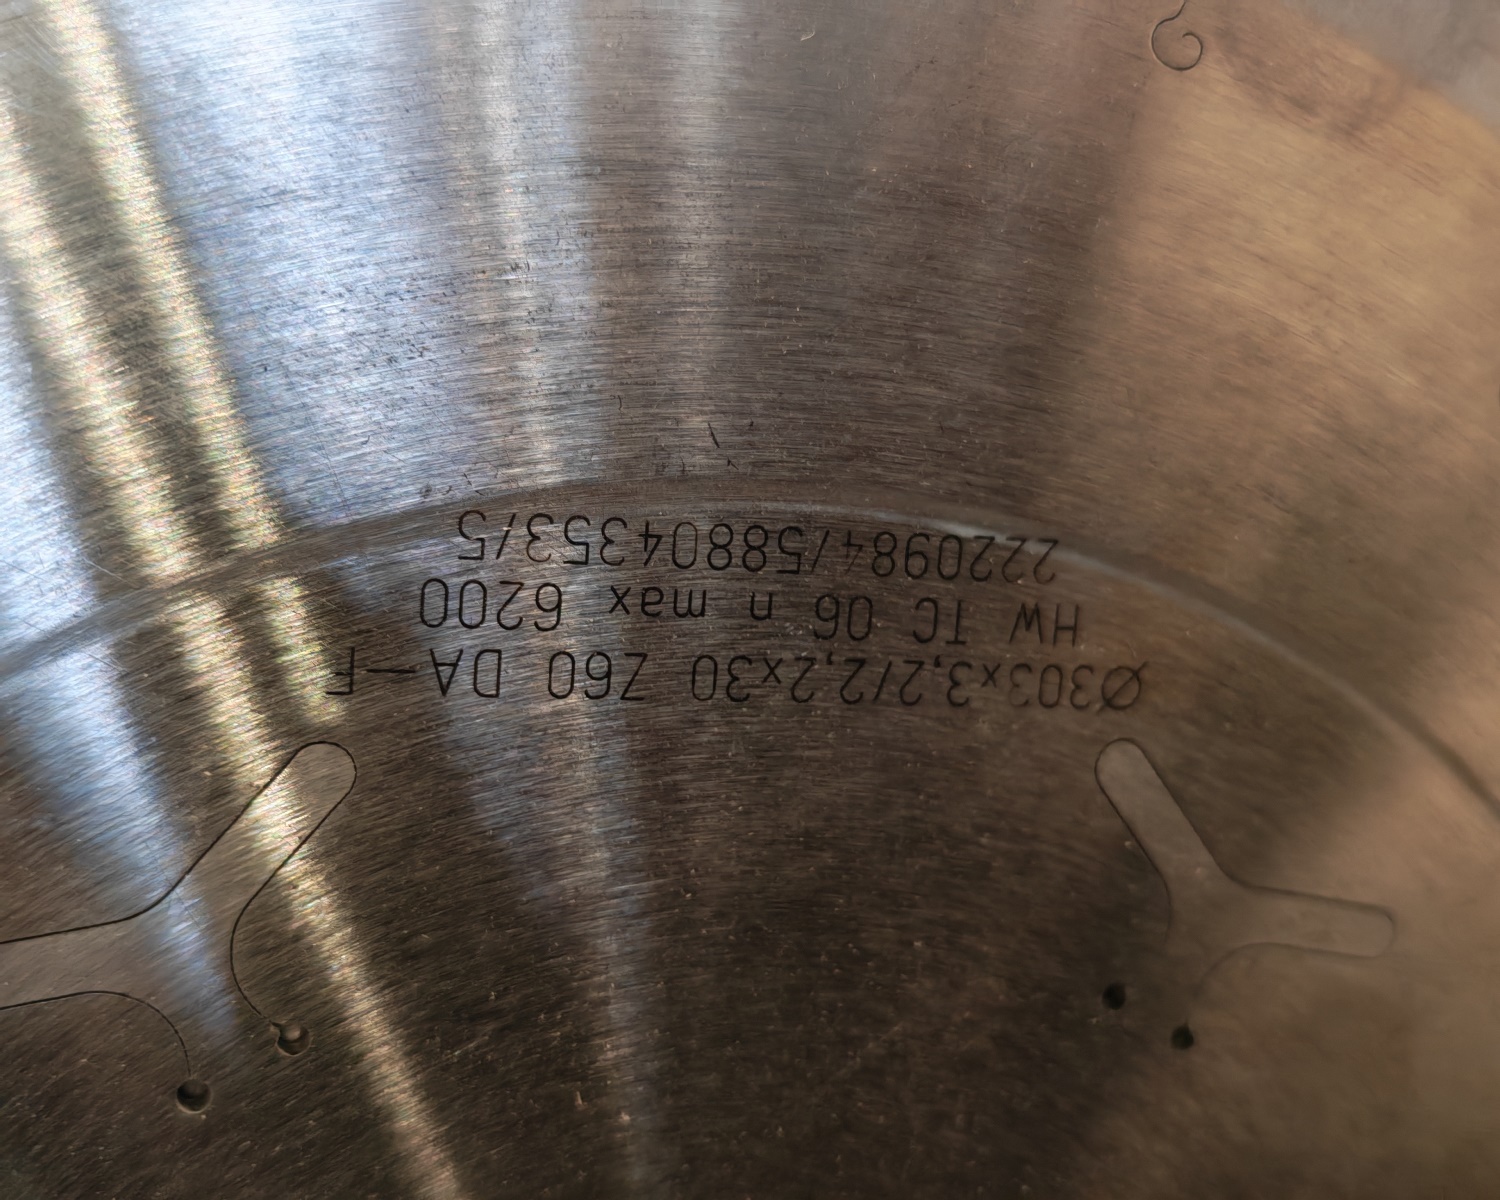 Ø303x3,2/2,2x30 Z60 DA-F
HW TC 06 n max 6200
2220984/58804353/5